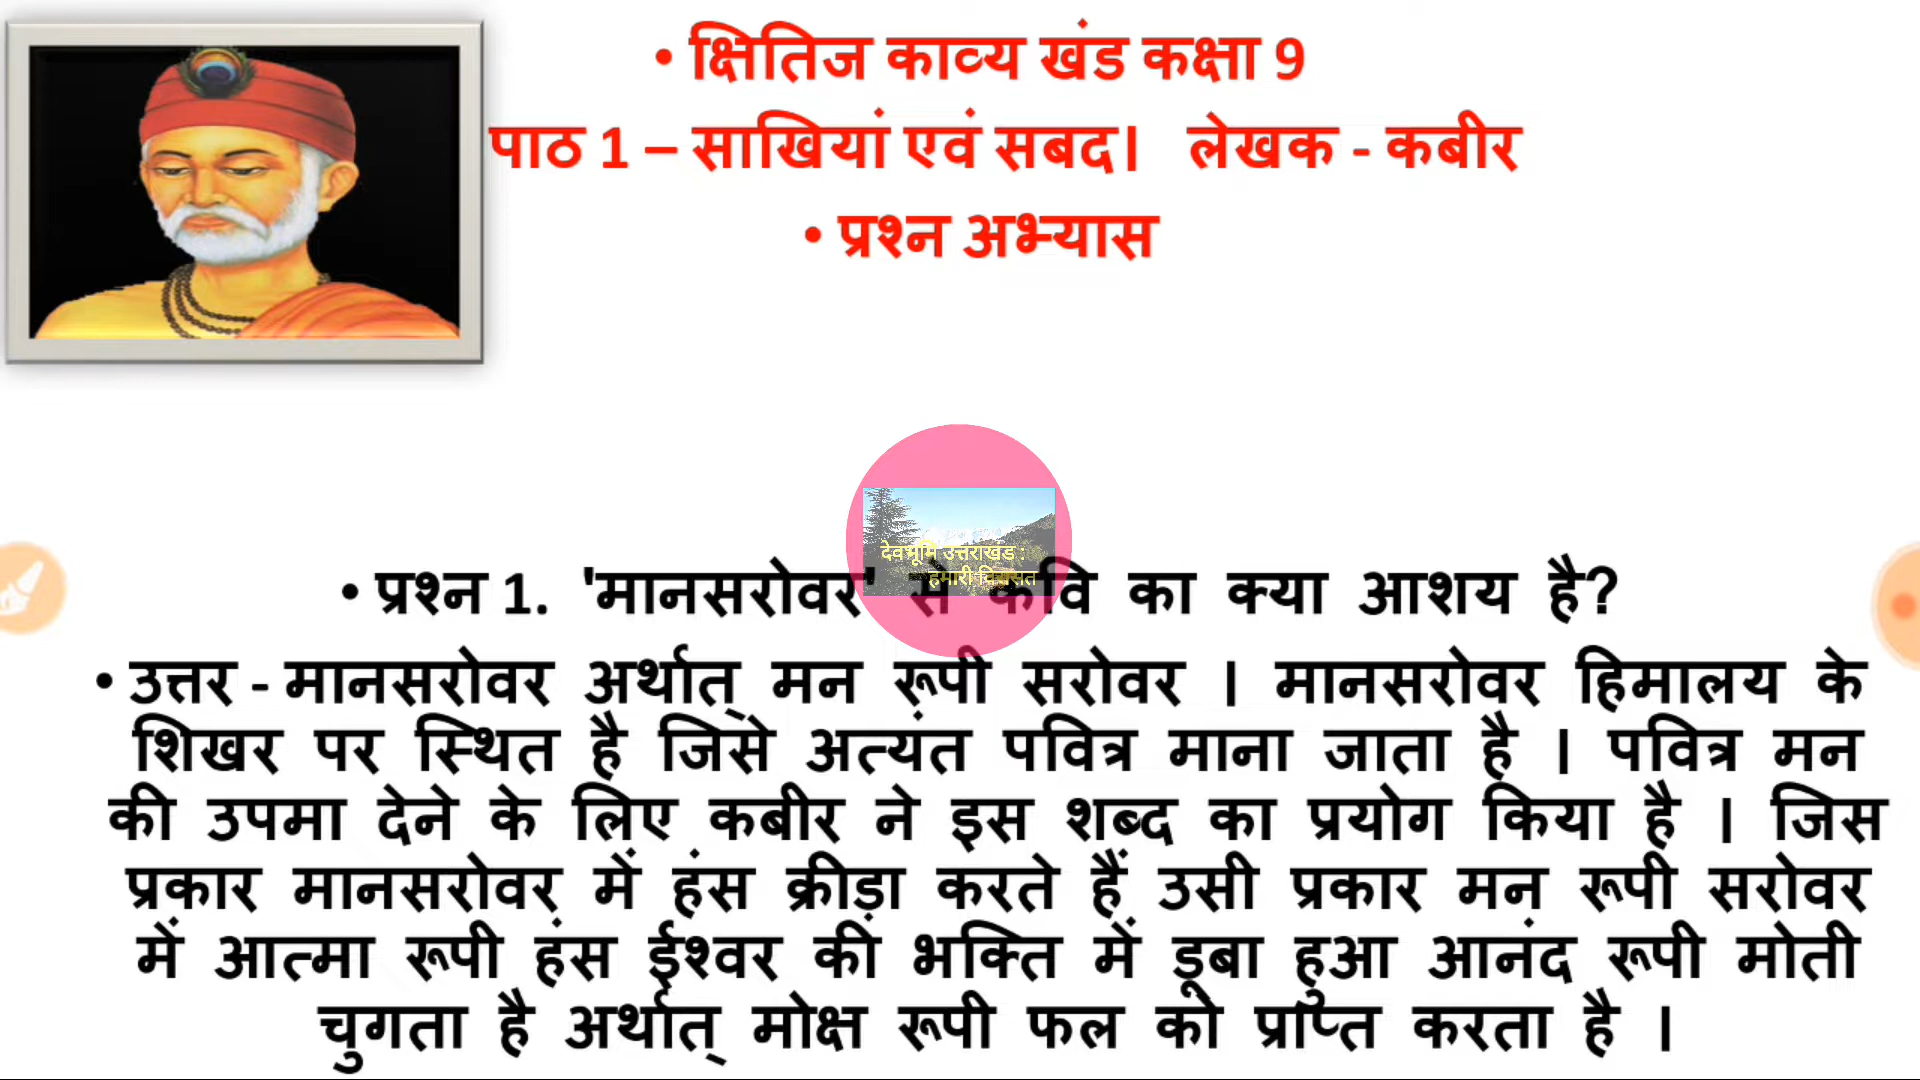 • क्षितिज काव्य खंड कक्षा 9
पाठ 1 – साखियां एवं सबद। लेखक - कबीर
• प्रश्न अभ्यास
देवभूमि उत्तराखंड :
हमारी विरासत
• प्रश्न 1. 'मानसरोवर' से कवि का क्या आशय है?
• उत्तर - मानसरोवर अर्थात् मन रूपी सरोवर । मानसरोवर हिमालय के
शिखर पर स्थित है जिसे अत्यंत पवित्र माना जाता है । पवित्र मन
की उपमा देने के लिए कबीर ने इस शब्द का प्रयोग किया है । जिस
प्रकार मानसरोवर में हंस क्रीड़ा करते हैं उसी प्रकार मन रूपी सरोवर
में आत्मा रूपी हंस ईश्वर की भक्ति में डूबा हुआ आनंद रूपी मोती
चुगता है अर्थात् मोक्ष रूपी फल को प्राप्त करता है ।